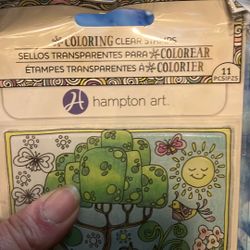 COLORING CLEAR STAMPS
SELLOS TRANSPARENTES PARA COLOREAR
ÉTAMPES TRANSPARENTES À COLORIER
11
PCS/PZS
hampton art.